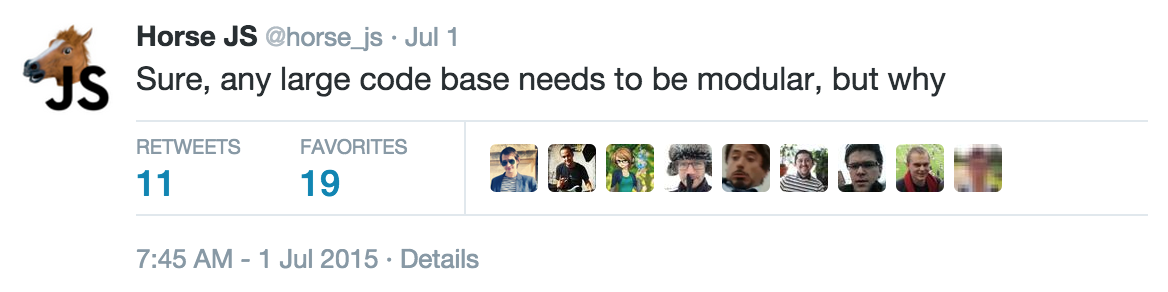 JS
Horse JS @horse_js · Jul 1
Sure, any large code base needs to be modular, but why
RETWEETS FAVORITES
11 19
7:45 AM - 1 Jul 2015 · Details